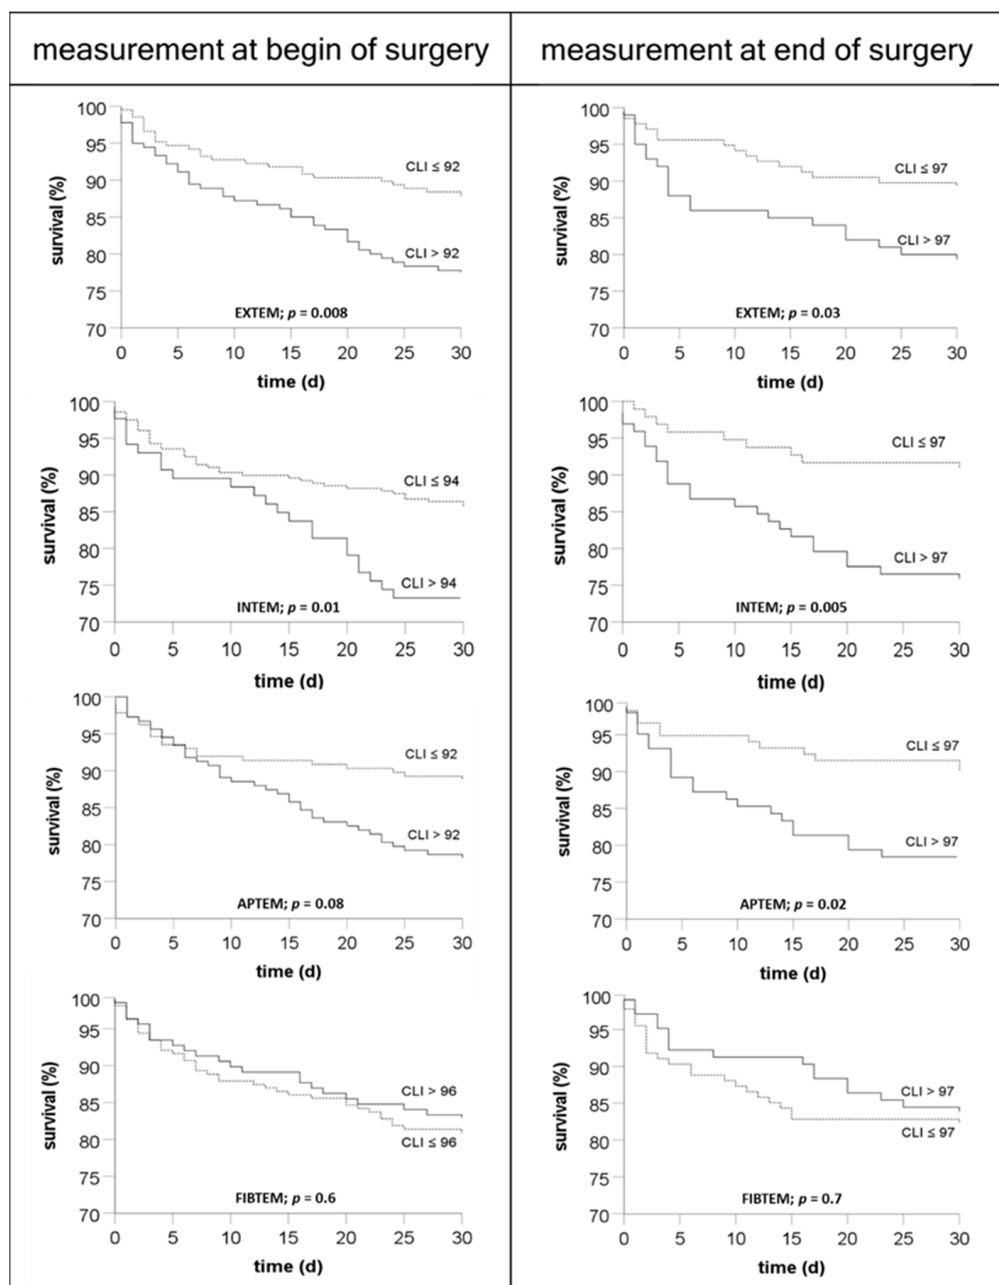 measurement at begin of surgery
measurement at end of surgery
100
95
90
85
80
75
70
survival (%)
CLI ≤ 92
CLI > 92
EXTEM; p = 0.008
0 5 10 15 20 25 30
time (d)
100
95
90
85
80
75
70
survival (%)
CLI ≤ 97
CLI > 97
EXTEM; p = 0.03
0 5 10 15 20 25 30
time (d)
100
95
90
85
80
75
70
survival (%)
CLI ≤ 94
CLI > 94
INTEM; p = 0.01
0 5 10 15 20 25 30
time (d)
100
95
90
85
80
75
70
survival (%)
CLI ≤ 97
CLI > 97
INTEM; p = 0.005
0 5 10 15 20 25 30
time (d)
100
95
90
85
80
75
70
survival (%)
CLI ≤ 92
CLI > 92
APTEM; p = 0.08
0 5 10 15 20 25 30
time (d)
100
95
90
85
80
75
70
survival (%)
CLI ≤ 97
CLI > 97
APTEM; p = 0.02
0 5 10 15 20 25 30
time (d)
100
95
90
85
80
75
70
survival (%)
CLI > 96
CLI ≤ 96
FIBTEM; p = 0.6
0 5 10 15 20 25 30
time (d)
100
95
90
85
80
75
70
survival (%)
CLI > 97
CLI ≤ 97
FIBTEM; p = 0.7
0 5 10 15 20 25 30
time (d)